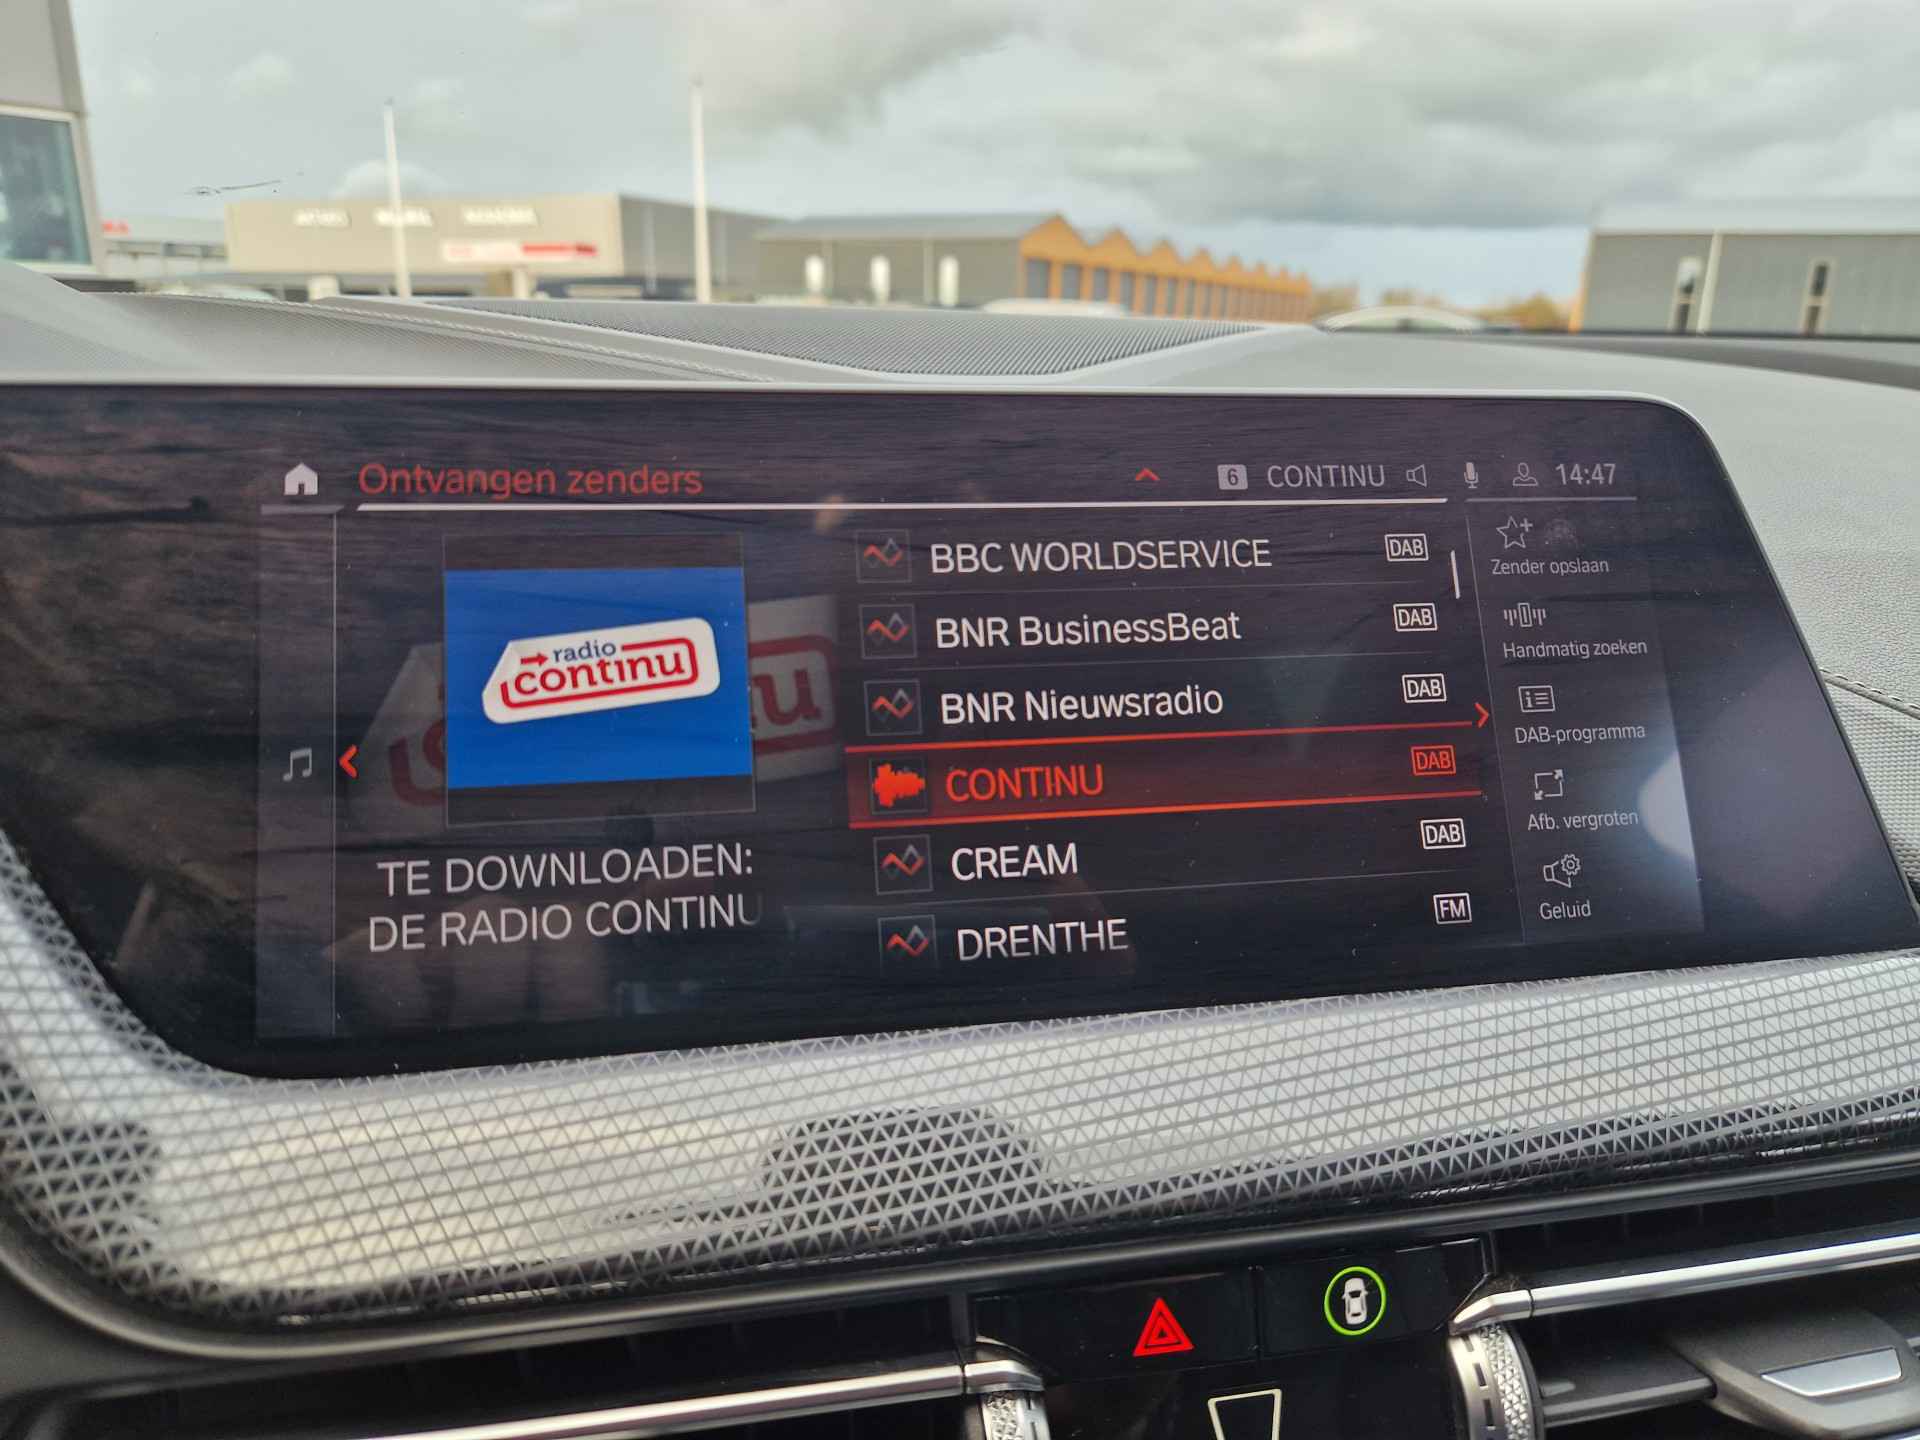 Ontvangen zenders
6 CONTINU 14:47
radio
continu
TE DOWNLOADEN:
DE RADIO CONTINU
BBC WORLDSERVICE DAB
BNR BusinessBeat DAB
BNR Nieuwsradio DAB
CONTINU DAB
CREAM DAB
DRENTHE FM
Zender opslaan
Handmatig zoeken
DAB-programma
Afb. vergroten
Geluid